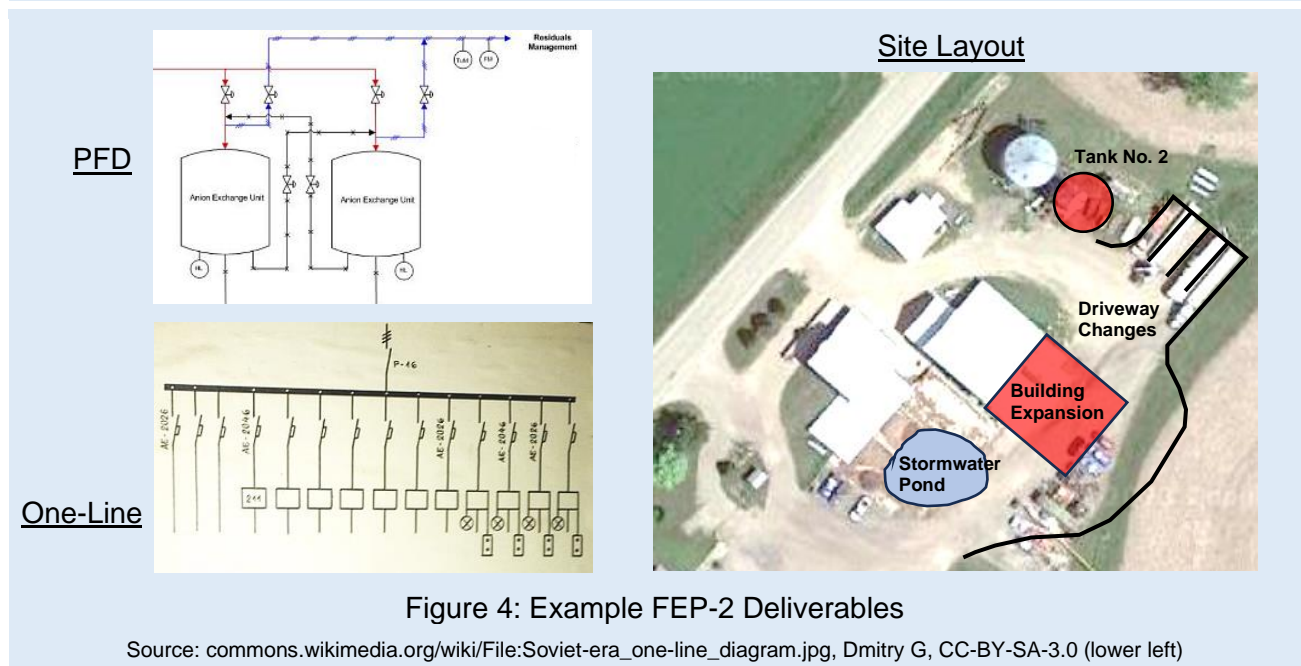 PFD
Residuals
Management
TuM
FM
Anion Exchange Unit
Anion Exchange Unit
HL
HL
One-Line
P-16
AE-2026
AE-2046
AE-2026
AE-2046
AE-2026
211
Site Layout
Tank No. 2
Driveway
Changes
Building
Expansion
Stormwater
Pond
Figure 4: Example FEP-2 Deliverables
Source: commons.wikimedia.org/wiki/File:Soviet-era_one-line_diagram.jpg, Dmitry G, CC-BY-SA-3.0 (lower left)